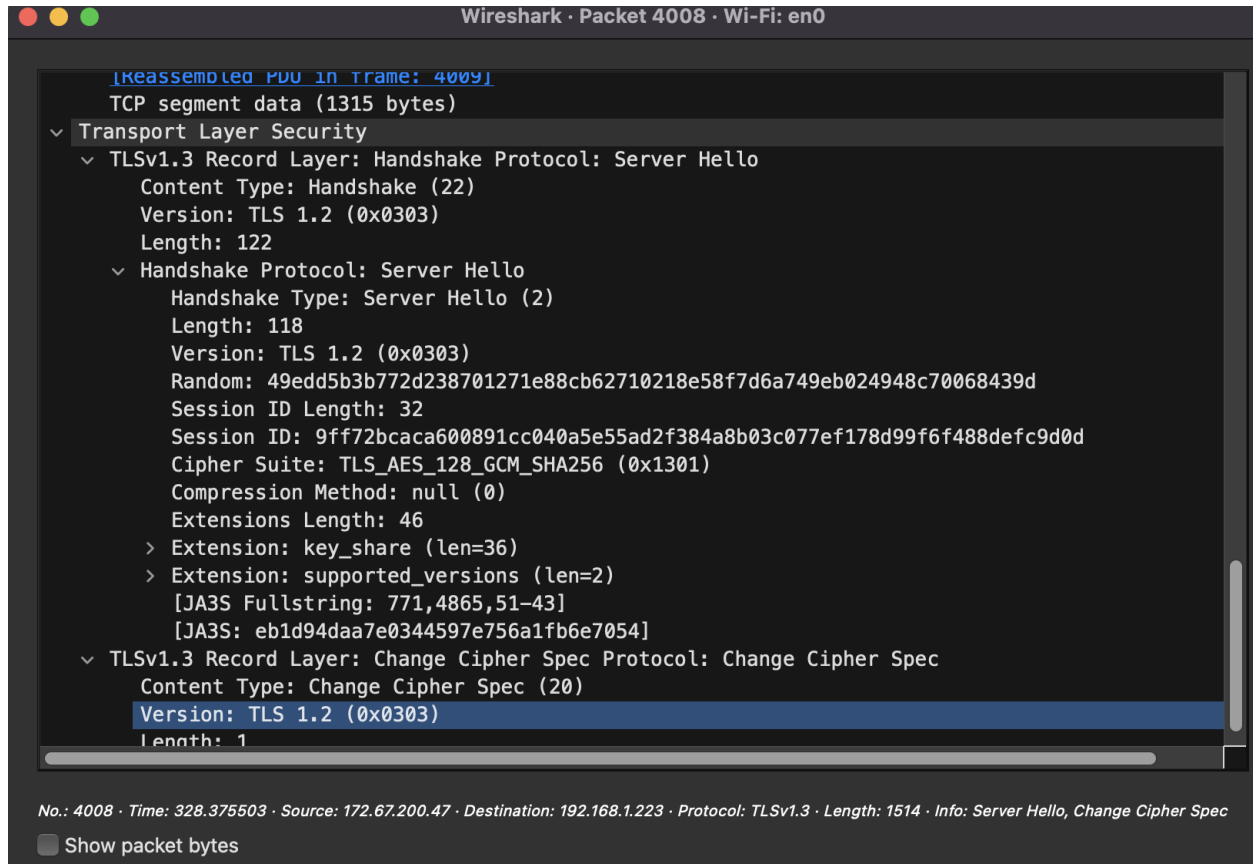 Wireshark · Packet 4008 · Wi-Fi: en0
[Reassembled PDU in frame: 4009]
TCP segment data (1315 bytes)
Transport Layer Security
TLSv1.3 Record Layer: Handshake Protocol: Server Hello
Content Type: Handshake (22)
Version: TLS 1.2 (0x0303)
Length: 122
Handshake Protocol: Server Hello
Handshake Type: Server Hello (2)
Length: 118
Version: TLS 1.2 (0x0303)
Random: 49edd5b3b772d238701271e88cb62710218e58f7d6a749eb024948c70068439d
Session ID Length: 32
Session ID: 9ff72bcaca600891cc040a5e55ad2f384a8b03c077ef178d99f6f488defc9d0d
Cipher Suite: TLS_AES_128_GCM_SHA256 (0x1301)
Compression Method: null (0)
Extensions Length: 46
Extension: key_share (len=36)
Extension: supported_versions (len=2)
[JA3S Fullstring: 771,4865,51-43]
[JA3S: eb1d94daa7e0344597e756a1fb6e7054]
TLSv1.3 Record Layer: Change Cipher Spec Protocol: Change Cipher Spec
Content Type: Change Cipher Spec (20)
Version: TLS 1.2 (0x0303)
Length: 1
No.: 4008 · Time: 328.375503 · Source: 172.67.200.47 · Destination: 192.168.1.223 · Protocol: TLSv1.3 · Length: 1514 · Info: Server Hello, Change Cipher Spec
Show packet bytes